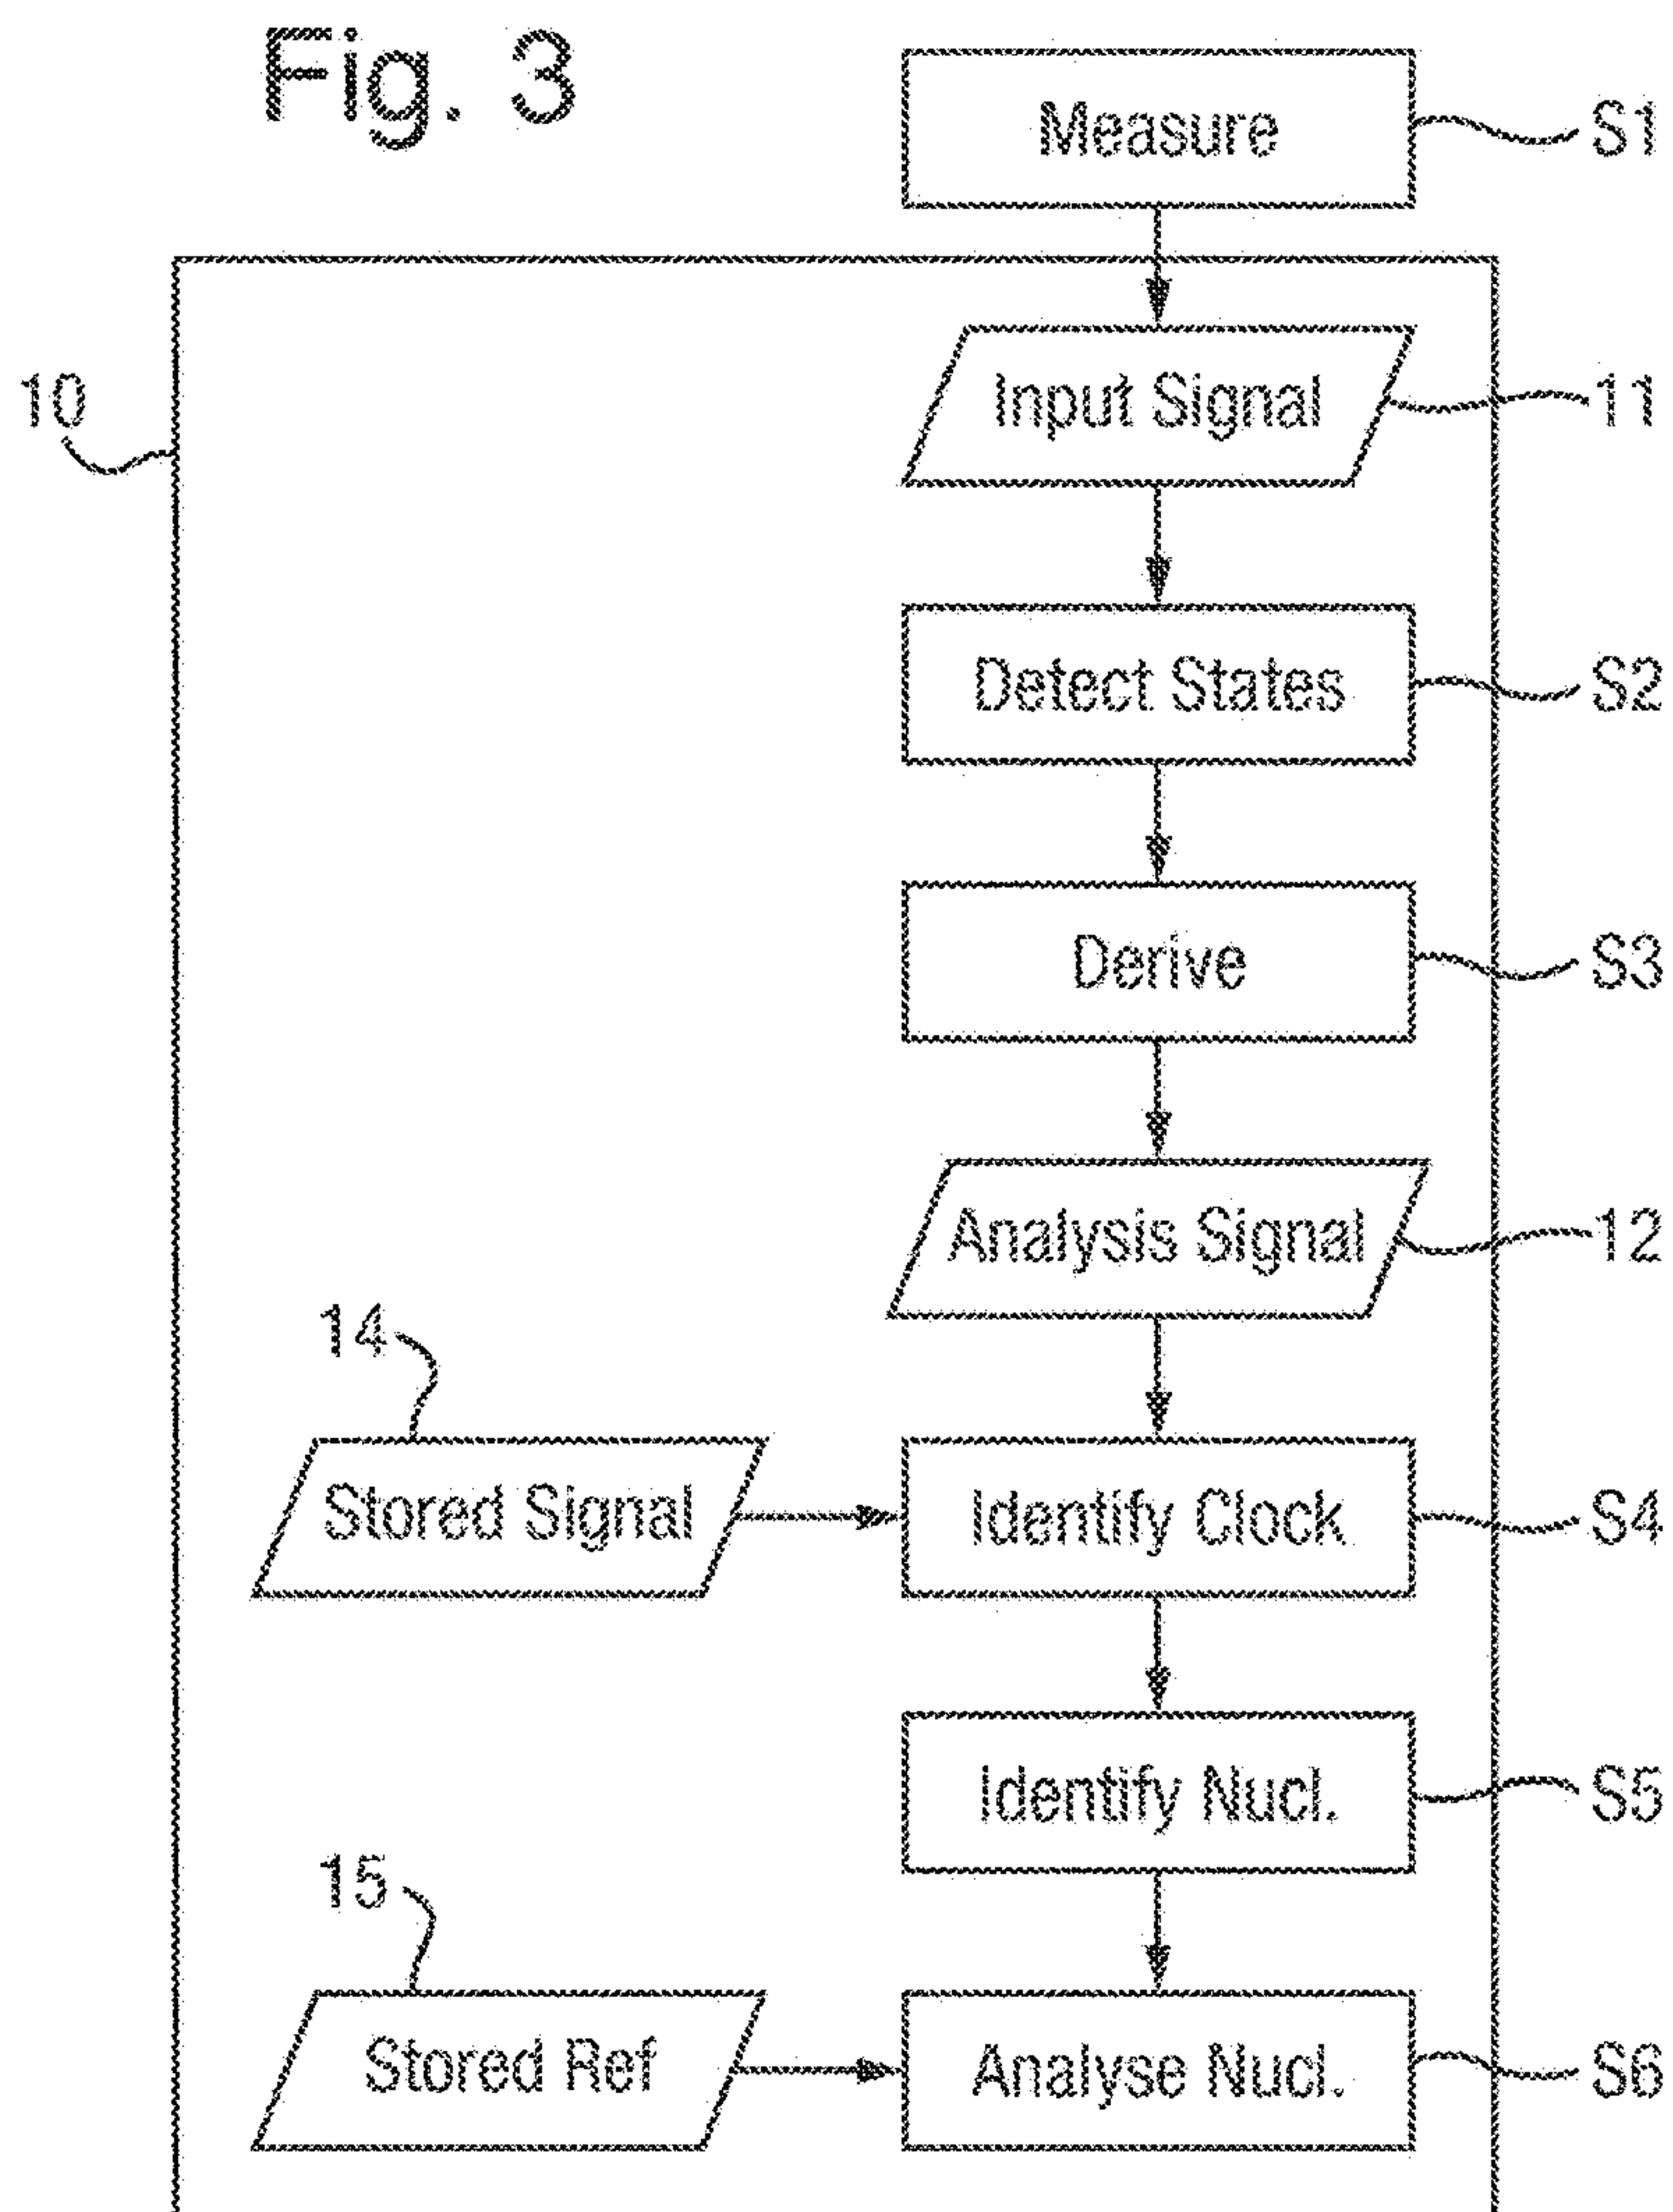 Fig. 3
Measure
S1
10
Input Signal
11
Detect States
S2
Derive
S3
Analysis Signal
12
14
Stored Signal
Identify Clock
S4
Identify Nucl.
S5
15
Stored Ref
Analyse Nucl.
S6